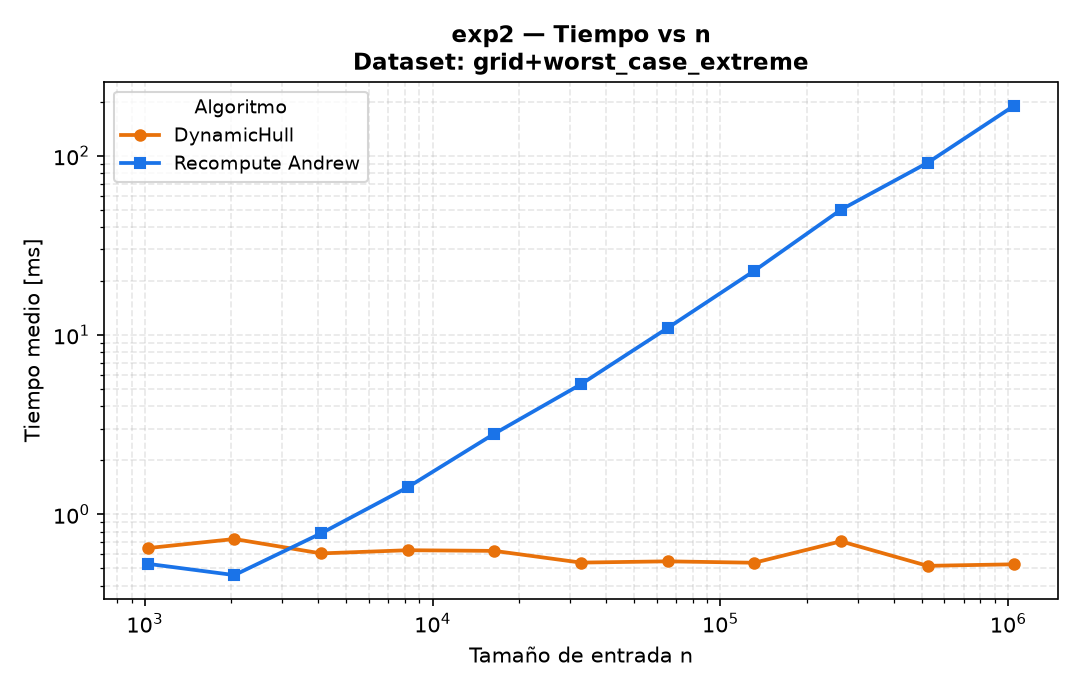 exp2 — Tiempo vs n
Dataset: grid+worst_case_extreme
Algoritmo
DynamicHull
Recompute Andrew
Tiempo medio [ms]
10²
10¹
10⁰
10³
10⁴
10⁵
10⁶
Tamaño de entrada n